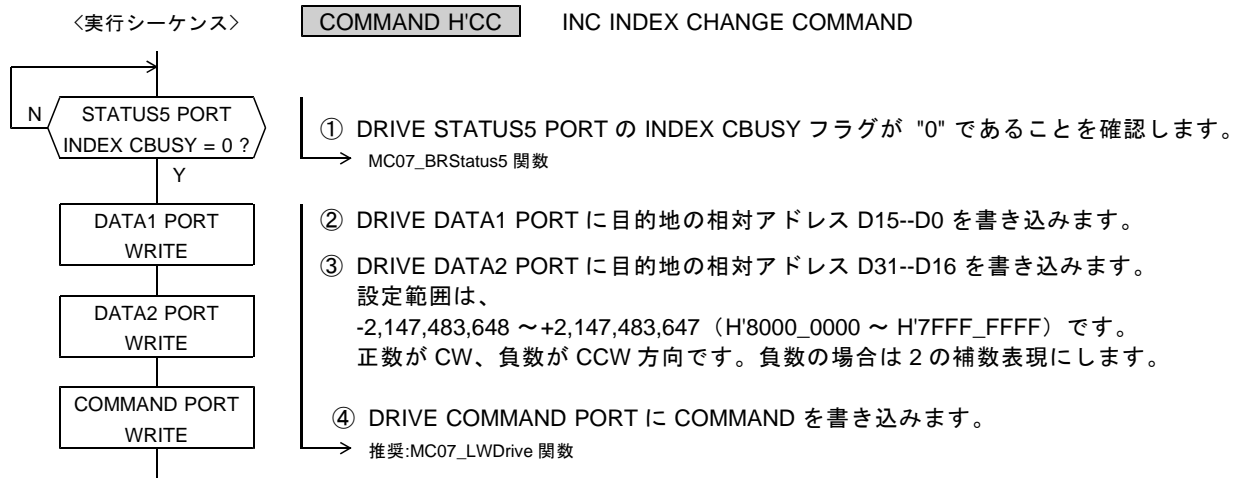 〈実行シーケンス〉 COMMAND H'CC INC INDEX CHANGE COMMAND
N
STATUS5 PORT
INDEX CBUSY = 0 ?
Y
① DRIVE STATUS5 PORT の INDEX CBUSY フラグが "0" であることを確認します。
MC07_BRStatus5 関数
DATA1 PORT
WRITE
② DRIVE DATA1 PORT に目的地の相対アドレス D15--D0 を書き込みます。
③ DRIVE DATA2 PORT に目的地の相対アドレス D31--D16 を書き込みます。
設定範囲は、
-2,147,483,648 ～+2,147,483,647（H'8000_0000 ～ H'7FFF_FFFF）です。
正数が CW、負数が CCW 方向です。負数の場合は 2 の補数表現にします。
DATA2 PORT
WRITE
COMMAND PORT
WRITE
④ DRIVE COMMAND PORT に COMMAND を書き込みます。
推奨:MC07_LWDrive 関数